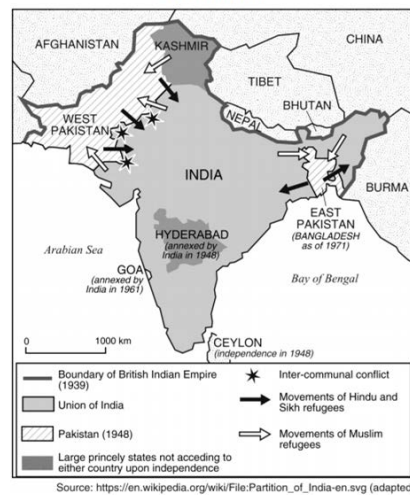 AFGHANISTAN
KASHMIR
CHINA
TIBET
WEST
PAKISTAN
NEPAL
BHUTAN
INDIA
BURMA
EAST
PAKISTAN
(BANGLADESH
as of 1971)
HYDERABAD
(annexed by
India in 1948)
Arabian Sea
GOA
(annexed by
India in 1961)
Bay of Bengal
0 1000 km
CEYLON
(independence in 1948)
Boundary of British Indian Empire
(1939)
Union of India
Pakistan (1948)
Large princely states not acceding to
either country upon independence
Inter-communal conflict
Movements of Hindu and
Sikh refugees
Movements of Muslim
refugees
Source: https://en.wikipedia.org/wiki/File:Partition_of_India-en.svg (adapted